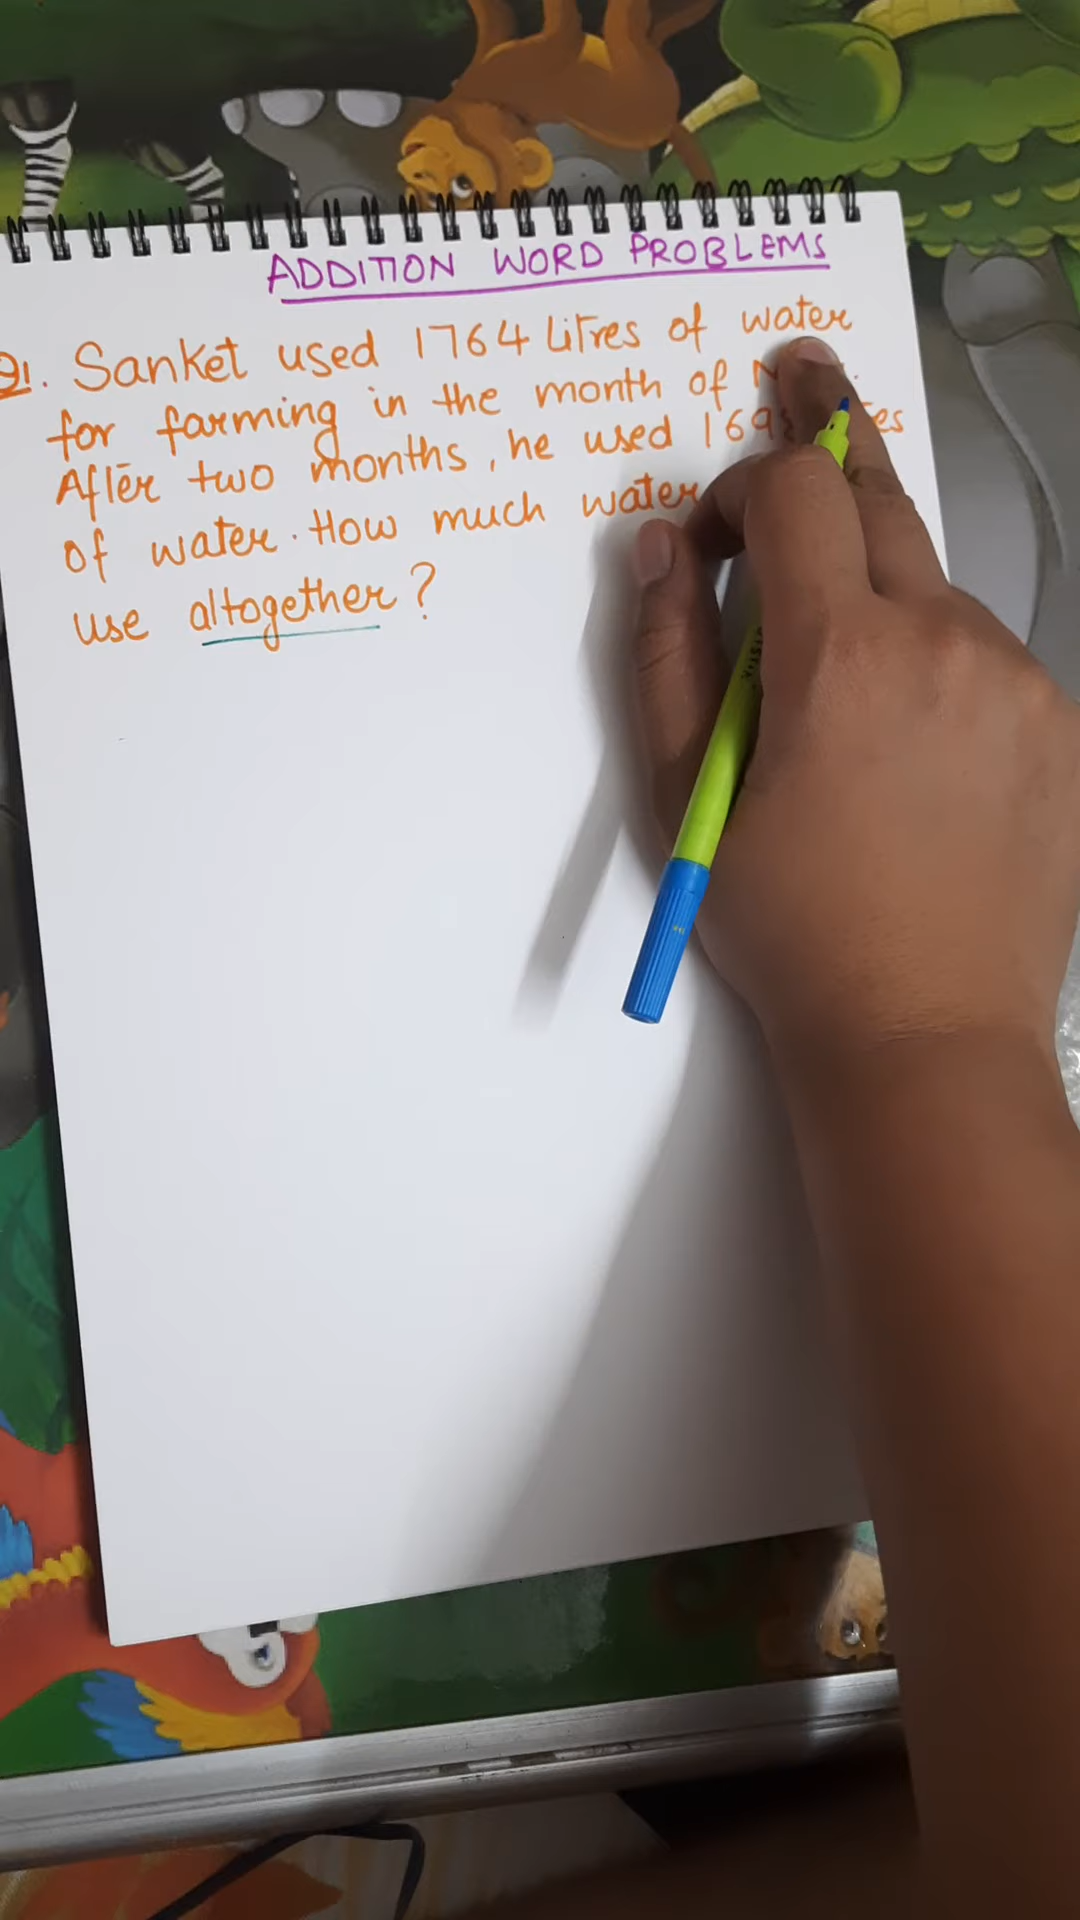 ADDITION WORD PROBLEMS
Q1. Sanket used 1764 Litres of water
for farming in the month of
After two months, he used
of water. How much water
use altogether?